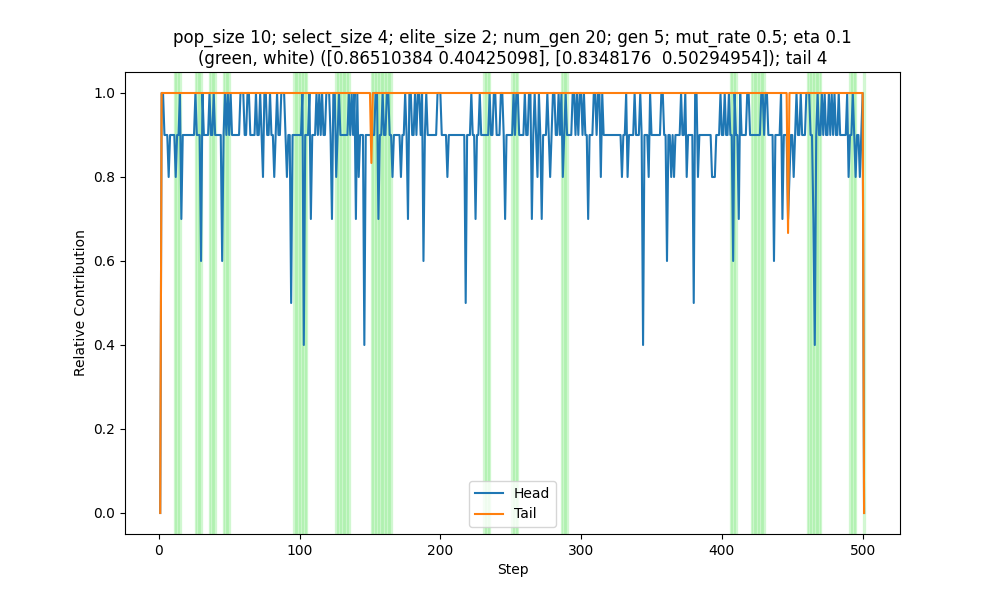 pop_size 10; select_size 4; elite_size 2; num_gen 20; gen 5; mut_rate 0.5; eta 0.1
(green, white) ([0.86510384 0.40425098], [0.8348176  0.50294954]); tail 4
1.0
0.8
0.6
0.4
0.2
0.0
Relative Contribution
Head
Tail
0
100
200
300
400
500
Step